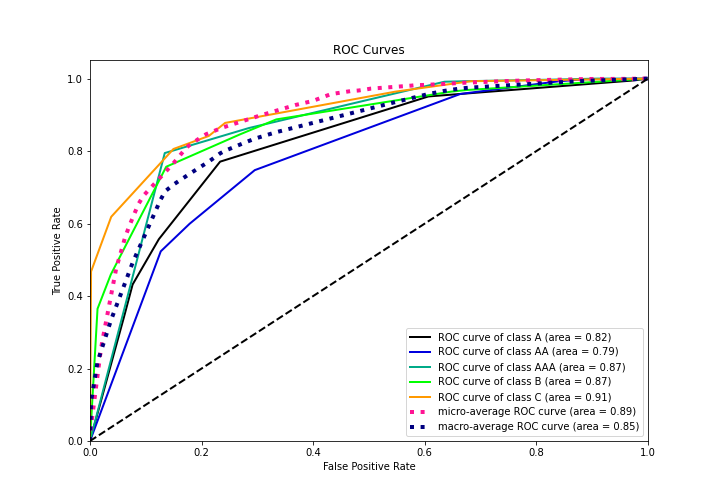 ROC Curves
True Positive Rate
1.0
0.8
0.6
0.4
0.2
0.0
ROC curve of class A (area = 0.82)
ROC curve of class AA (area = 0.79)
ROC curve of class AAA (area = 0.87)
ROC curve of class B (area = 0.87)
ROC curve of class C (area = 0.91)
micro-average ROC curve (area = 0.89)
macro-average ROC curve (area = 0.85)
0.0 0.2 0.4 0.6 0.8 1.0
False Positive Rate